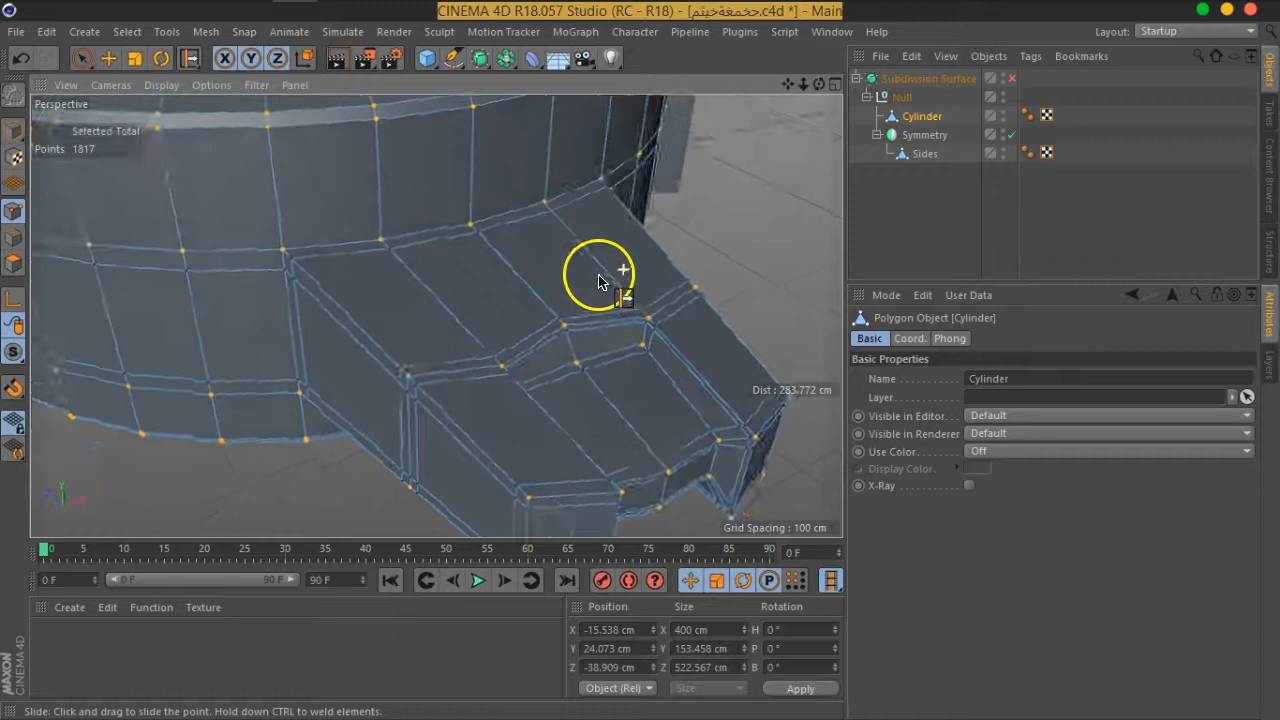 CINEMA 4D R18.057 Studio (RC - R18) - [حخمغةخىثم.c4d *] - Main
File Edit Create Select Tools Mesh Snap Animate Simulate Render Sculpt Motion Tracker MoGraph Character Pipeline Plugins Script Window Help Layout: Startup
X Y Z
File Edit View Objects Tags Bookmarks
View Cameras Display Options Filter Panel
Perspective
Selected Total
Points 1817
Subdivision Surface
Null
Cylinder
Symmetry
Sides
Objects
Takes
Content Browser
Structure
Mode Edit User Data
Polygon Object [Cylinder]
Basic Coord. Phong
Basic Properties
Name Cylinder
Layer
Visible in Editor Default
Visible in Renderer Default
Use Color Off
Display Color
X-Ray
Attributes
Layers
Dist : 283.772 cm
Grid Spacing : 100 cm
0 5 10 15 20 25 30 35 40 45 50 55 60 65 70 75 80 85 90 0 F
0 F 0 F 90 F 90 F
Create Edit Function Texture
Position Size Rotation
X -15.538 cm X 400 cm H 0 °
Y 24.073 cm Y 153.458 cm P 0 °
Z -38.909 cm Z 522.567 cm B 0 °
Object (Rel) Size Apply
MAXON CINEMA 4D
Slide: Click and drag to slide the point. Hold down CTRL to weld elements.